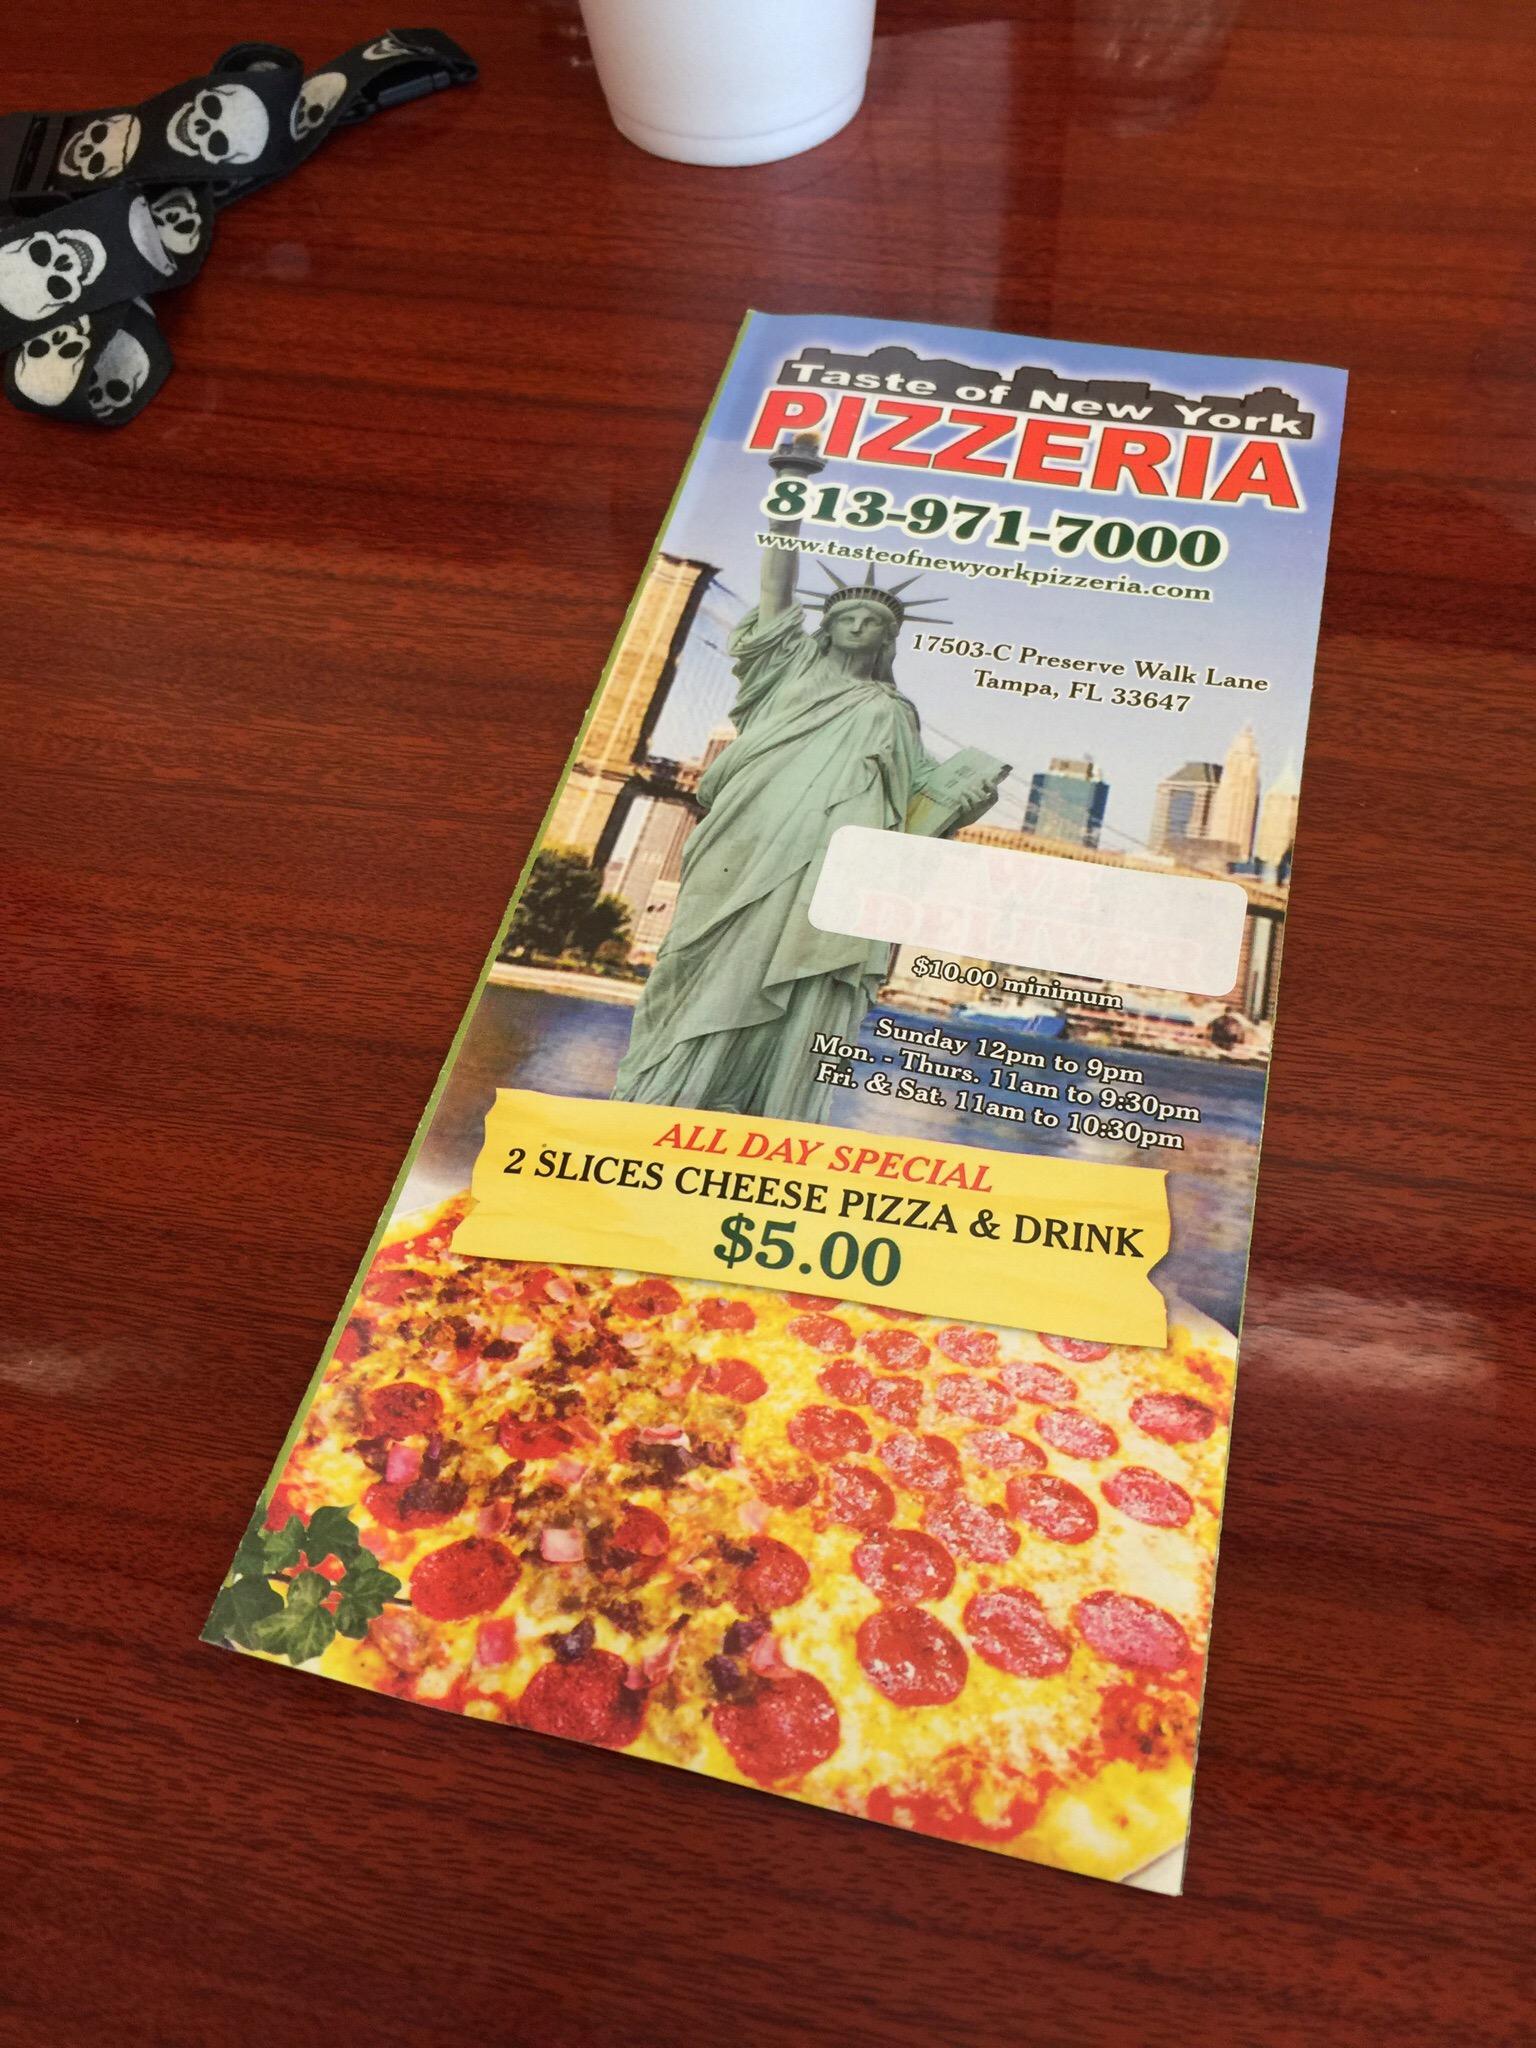 Taste of New York
PIZZERIA
813-971-7000
www.tasteofnewyorkpizzeria.com
17503-C Preserve Walk Lane
Tampa, FL 33647
WE
DELIVER
$10.00 minimum
Sunday 12pm to 9pm
Mon. - Thurs. 11am to 9:30pm
Fri. & Sat. 11am to 10:30pm
ALL DAY SPECIAL
2 SLICES CHEESE PIZZA & DRINK
$5.00